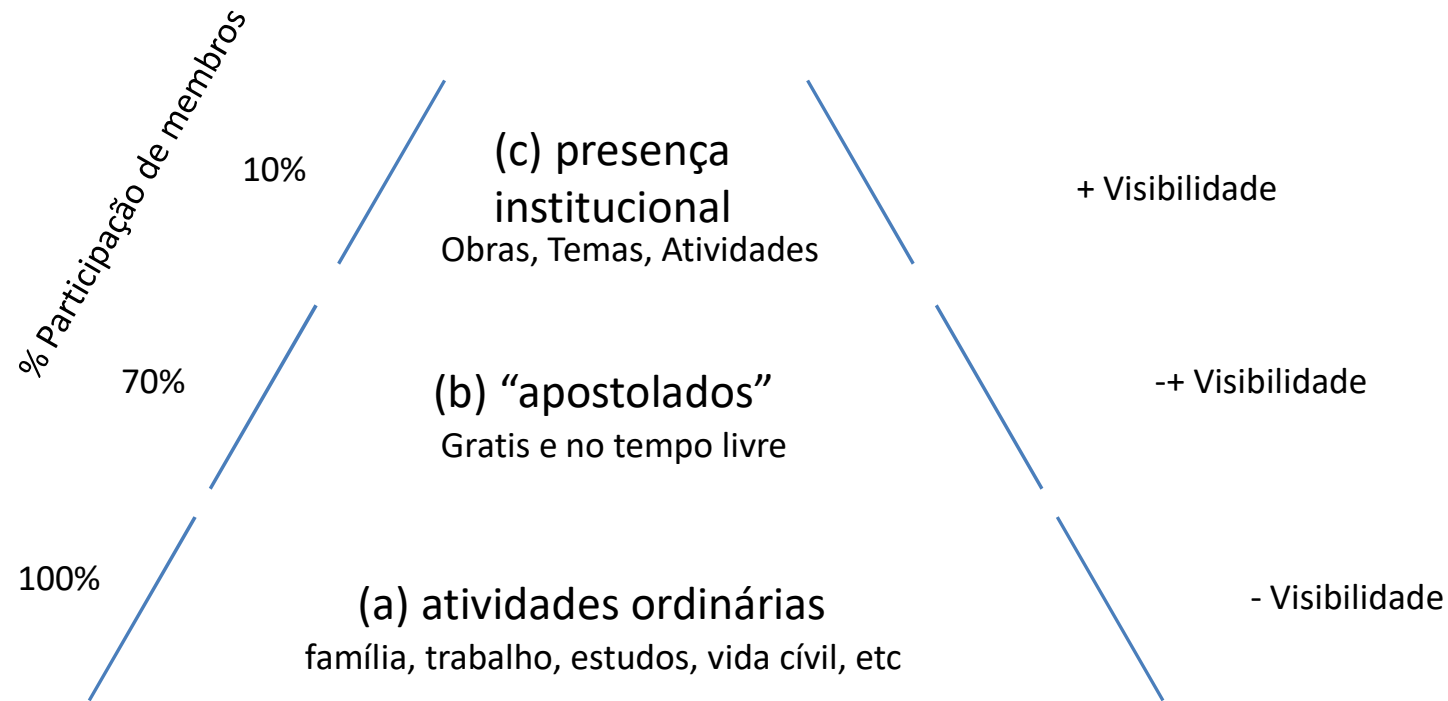 % Participação de membros
10%
(c) presença
institucional
Obras, Temas, Atividades
+ Visibilidade
70%
(b) “apostolados”
Gratis e no tempo livre
-+ Visibilidade
100%
(a) atividades ordinárias
família, trabalho, estudos, vida cívil, etc
- Visibilidade